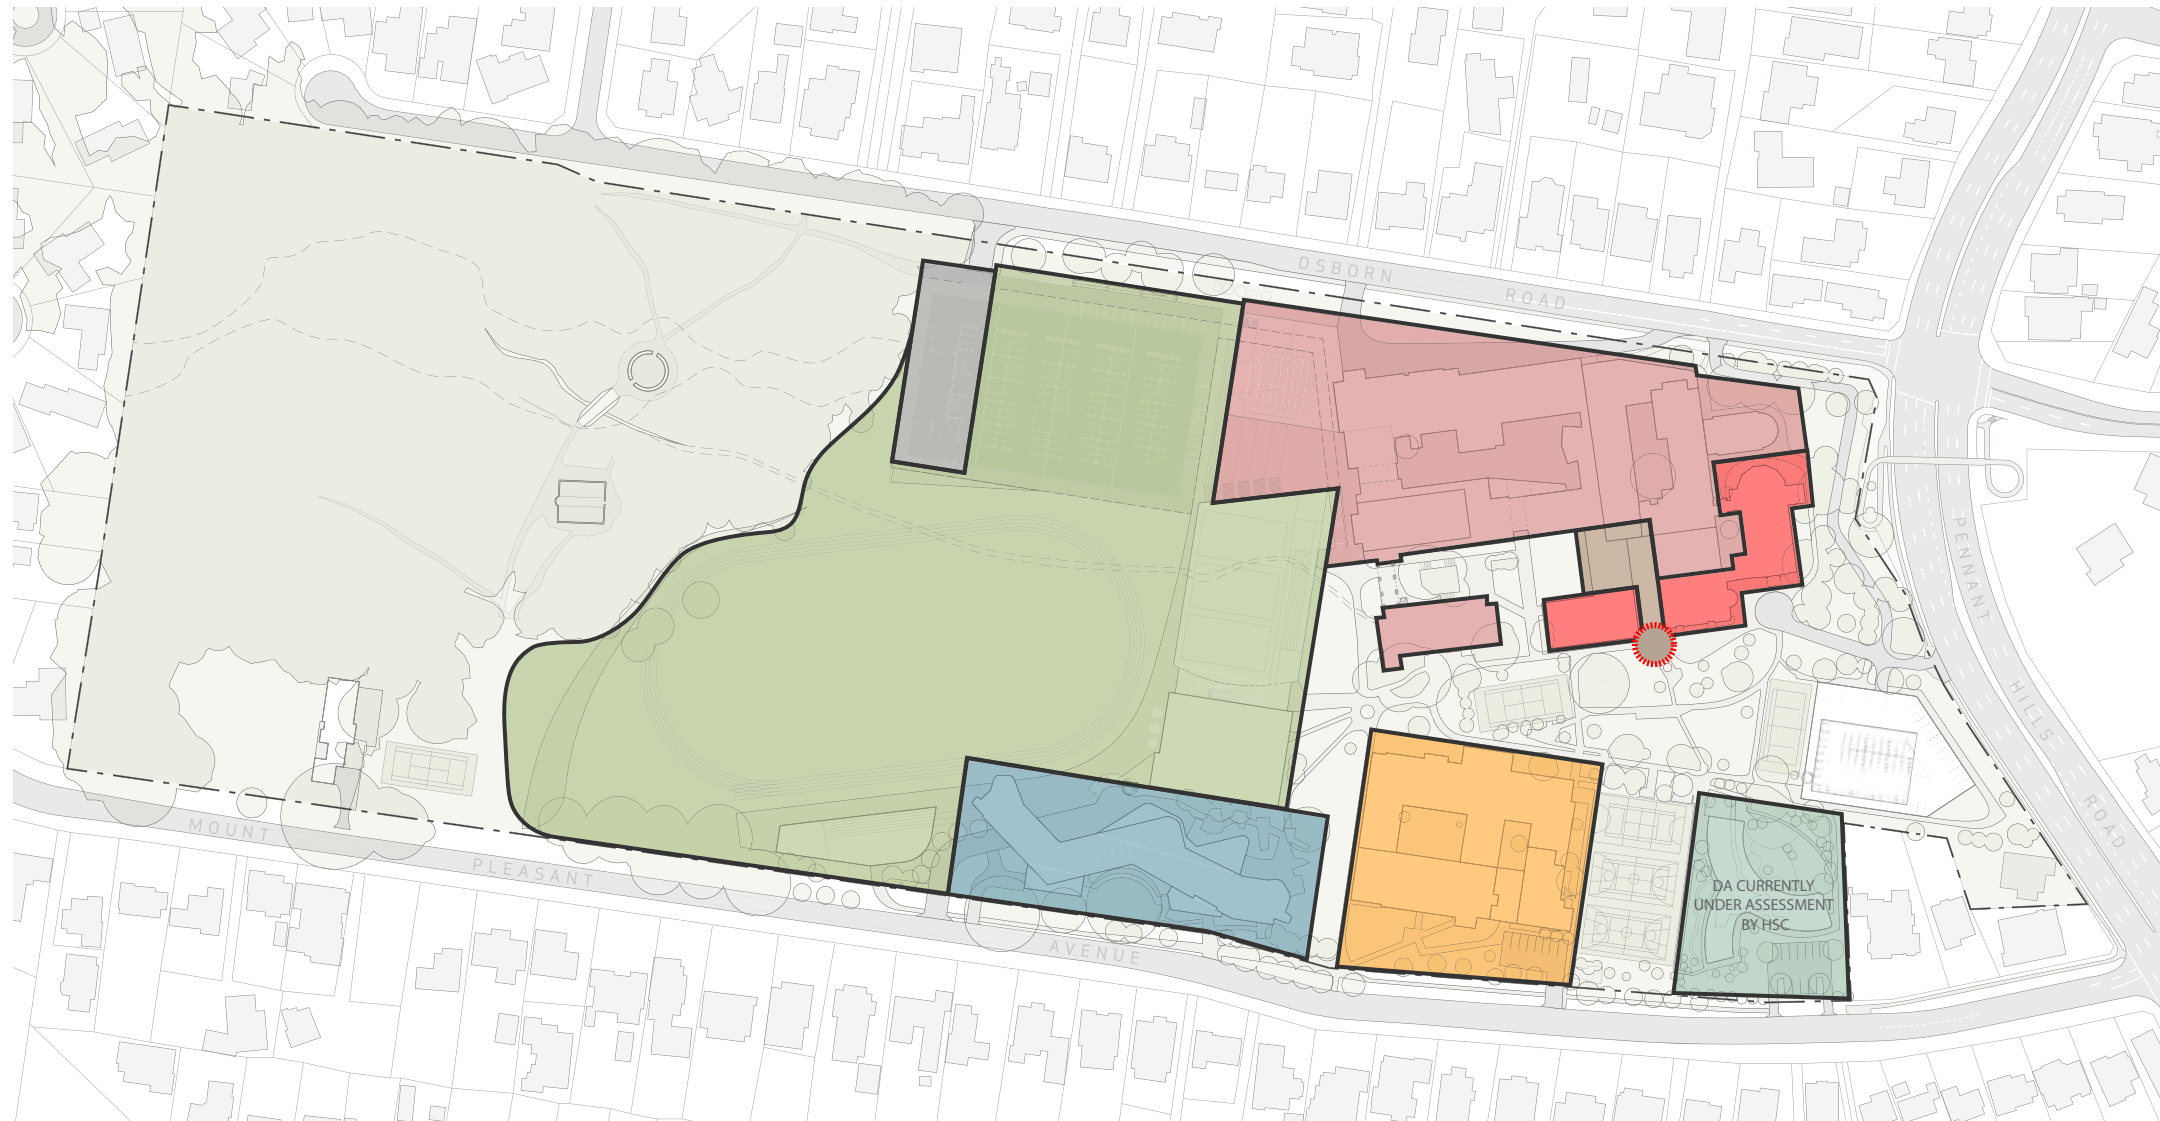 OSBORN
ROAD
PENNANT
HILLS
ROAD
MOUNT
PLEASANT
AVENUE
DA CURRENTLY
UNDER ASSESSMENT
BY HSC